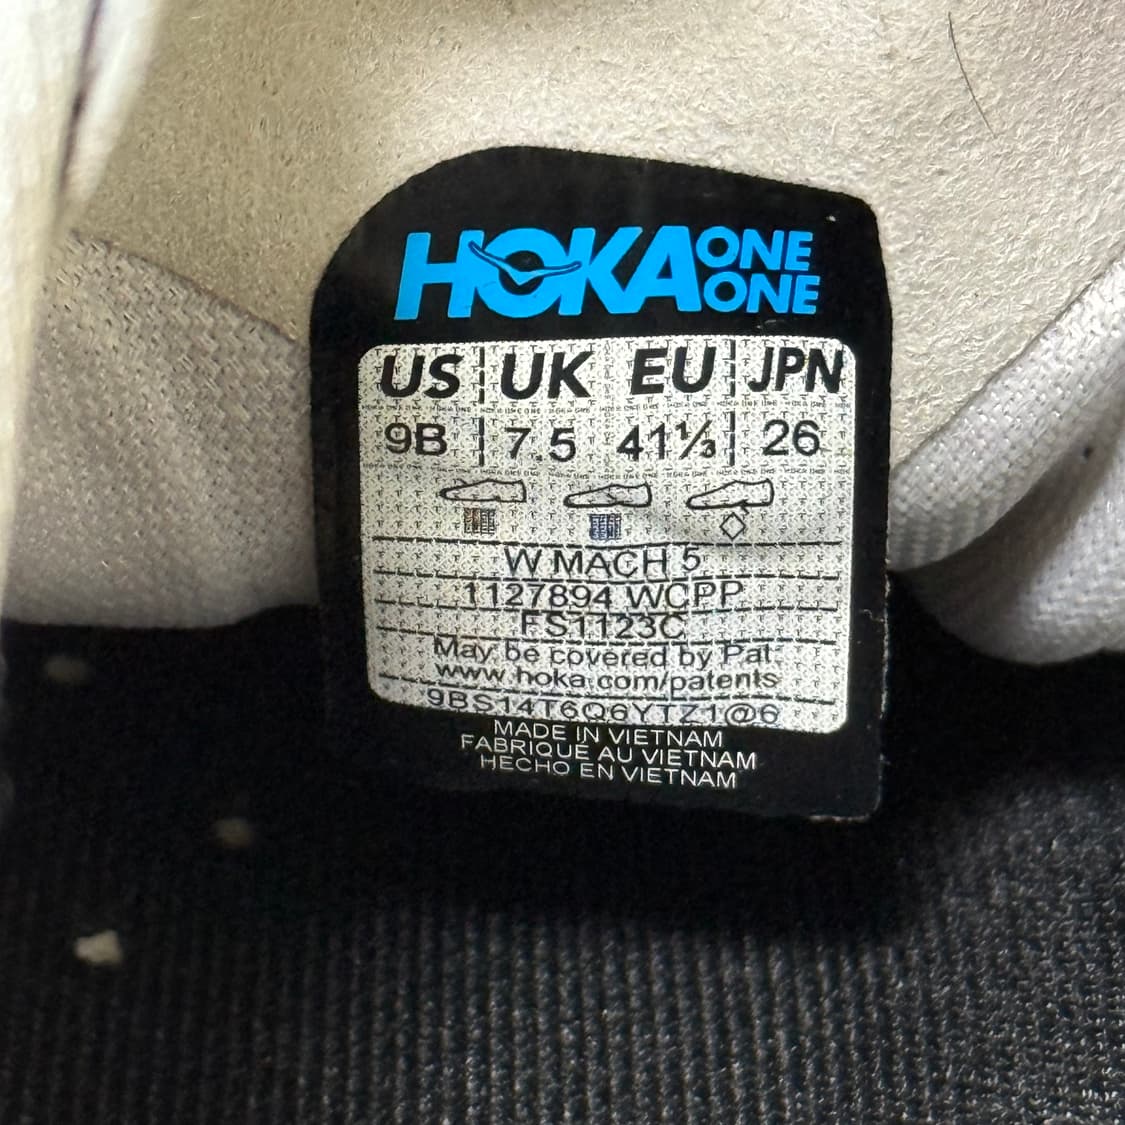 HOKA ONE ONE
US UK EU JPN
9B 7.5 41⅓ 26
W MACH 5
1127894 WCPP
FS1123C
May be covered by Pat.
www.hoka.com/patents
9BS14T6Q6YTZ1@6
MADE IN VIETNAM
FABRIQUÉ AU VIETNAM
HECHO EN VIETNAM